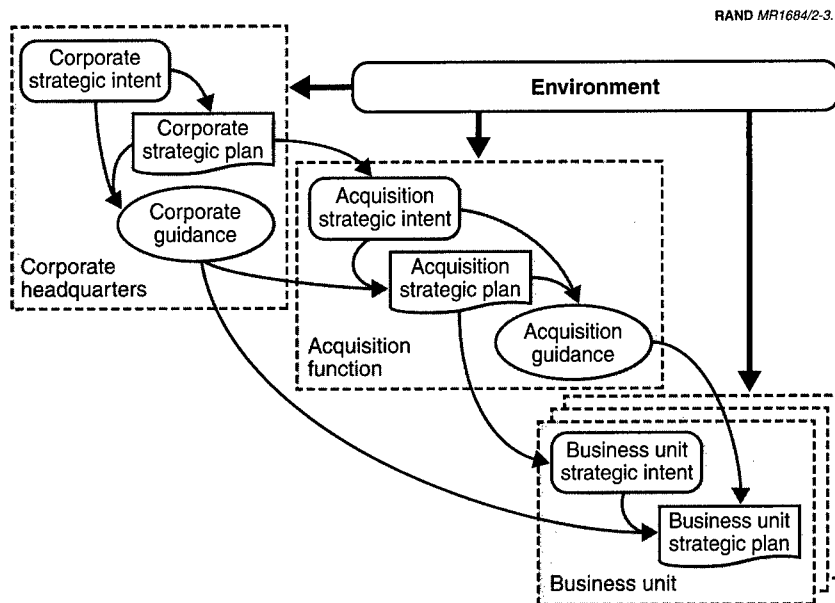 RAND MR1684/2-3.
Corporate
strategic intent
Environment
Corporate
strategic plan
Corporate
guidance
Corporate
headquarters
Acquisition
strategic intent
Acquisition
strategic plan
Acquisition
guidance
Acquisition
function
Business unit
strategic intent
Business unit
strategic plan
Business unit